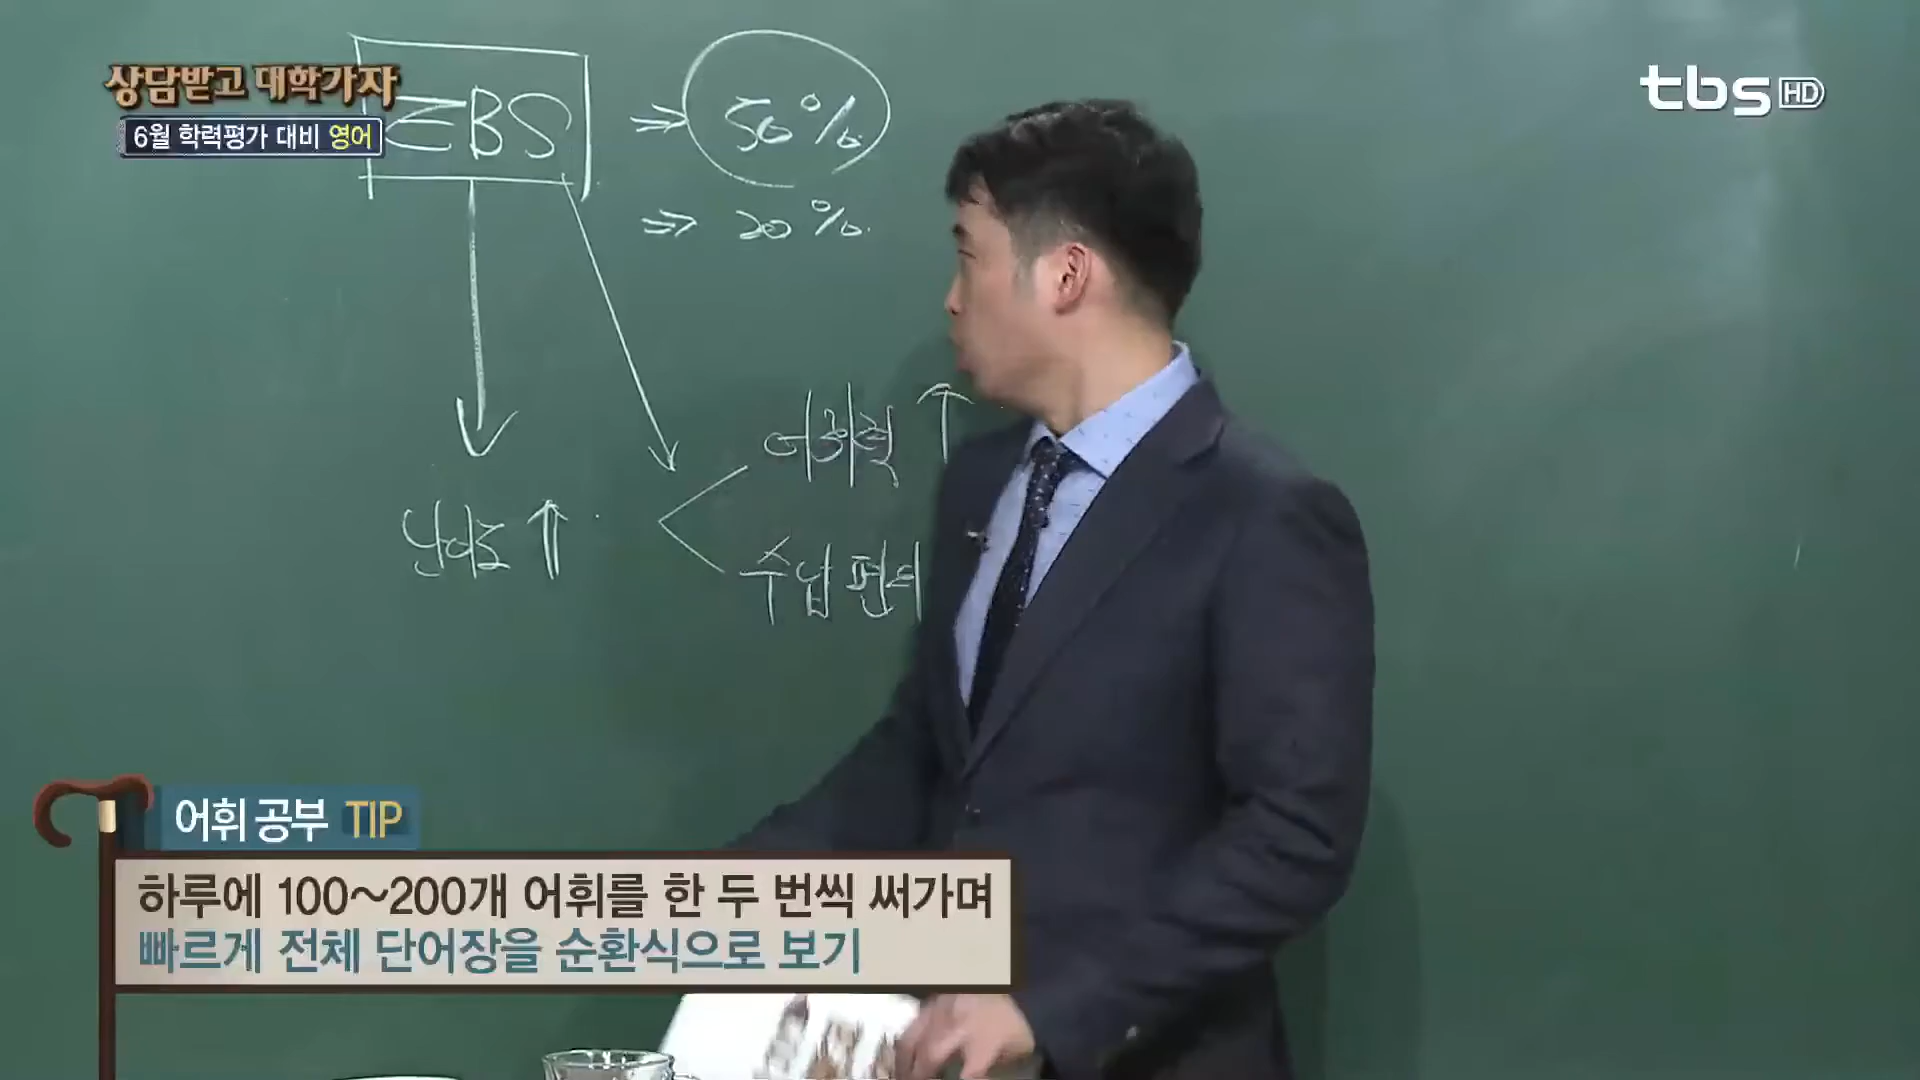 상담받고 대학가자
6월 학력평가 대비 영어
tbs HD
EBS ⇒ 50%
⇒ 20%
어휘력 ↑
난이도 ↑
수납 편
어휘 공부 TIP
하루에 100~200개 어휘를 한 두 번씩 써가며
빠르게 전체 단어장을 순환식으로 보기